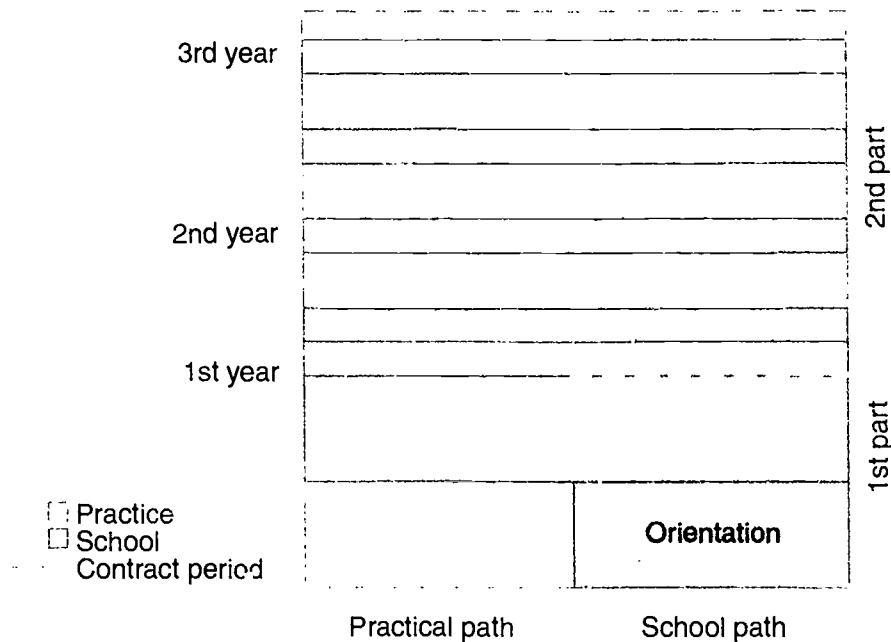 3rd year
2nd part
2nd year
1st year
1st part
Practice
School
Contract period
Orientation
Practical path
School path